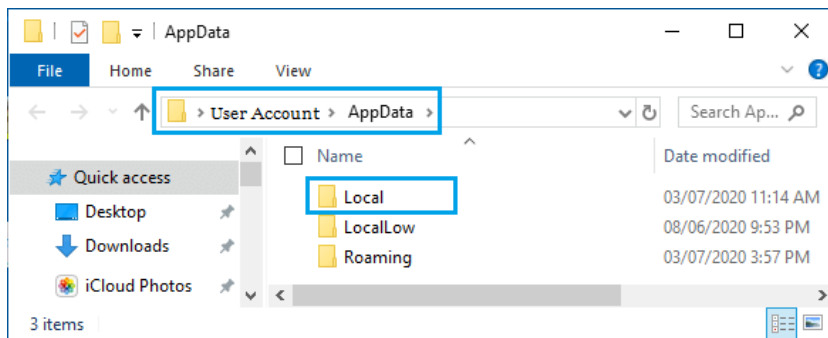 AppData
File Home Share View
User Account > AppData >
Search Ap...
Name Date modified
Quick access
Desktop
Downloads
iCloud Photos
Local 03/07/2020 11:14 AM
LocalLow 08/06/2020 9:53 PM
Roaming 03/07/2020 3:57 PM
3 items